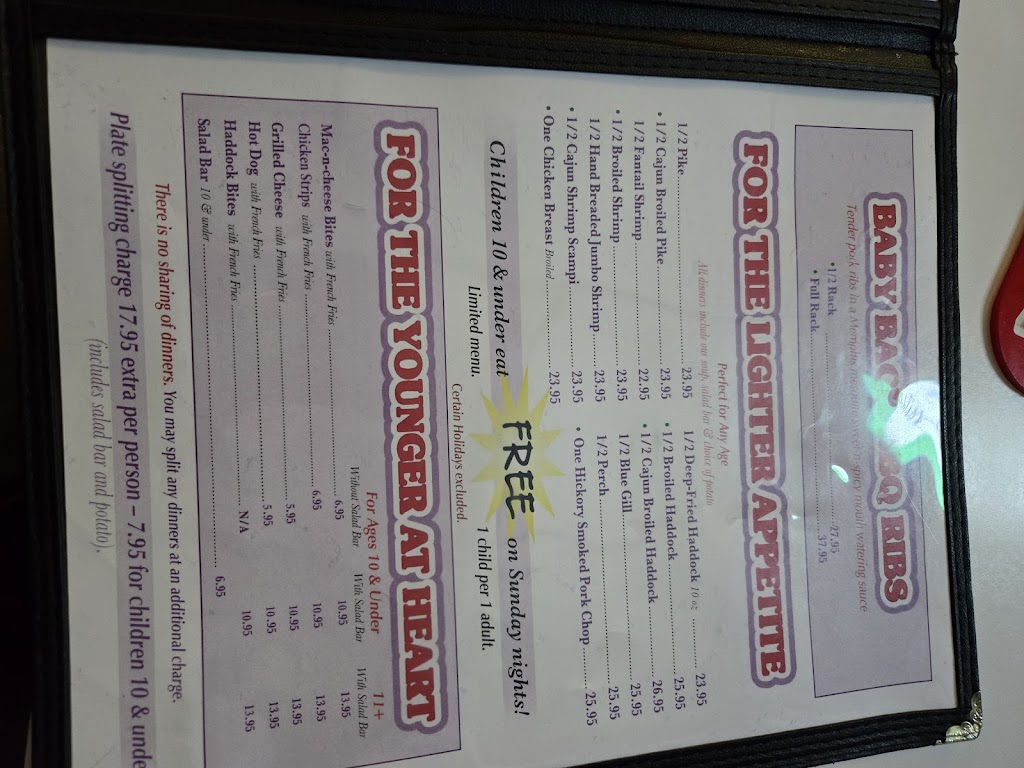 BABY BACK BBQ RIBS
Tender pork ribs in a Memphis mouth watering sauce
• 1/2 Rack 27.95
• Full Rack 37.95
FOR THE LIGHTER APPETITE
Perfect for Any Age
All dinners include our soup, salad bar & choice of potato
1/2 Pike 23.95
• 1/2 Cajun Broiled Pike 23.95
1/2 Fantail Shrimp 22.95
• 1/2 Broiled Shrimp 23.95
1/2 Hand Breaded Jumbo Shrimp 23.95
• 1/2 Cajun Shrimp Scampi 23.95
• One Chicken Breast Broiled 23.95
1/2 Deep-Fried Haddock 10 oz 23.95
• 1/2 Broiled Haddock 25.95
• 1/2 Cajun Broiled Haddock 26.95
1/2 Blue Gill 25.95
1/2 Perch 25.95
• One Hickory Smoked Pork Chop 25.95
Children 10 & under eat FREE on Sunday nights!
Limited menu. 1 child per 1 adult.
Certain Holidays excluded.
FOR THE YOUNGER AT HEART
For Ages 10 & Under 11+
Without Salad Bar With Salad Bar With Salad Bar
Mac-n-cheese Bites with French Fries 6.95 10.95 13.95
Chicken Strips with French Fries 6.95 10.95 13.95
Grilled Cheese with French Fries 5.95 10.95 13.95
Hot Dog with French Fries 5.95 10.95 13.95
Haddock Bites with French Fries N/A 10.95 13.95
Salad Bar 10 & under 6.95
There is no sharing of dinners. You may split any dinners at an additional charge.
Plate splitting charge 17.95 extra per person – 7.95 for children 10 & unde
(includes salad bar and potato).